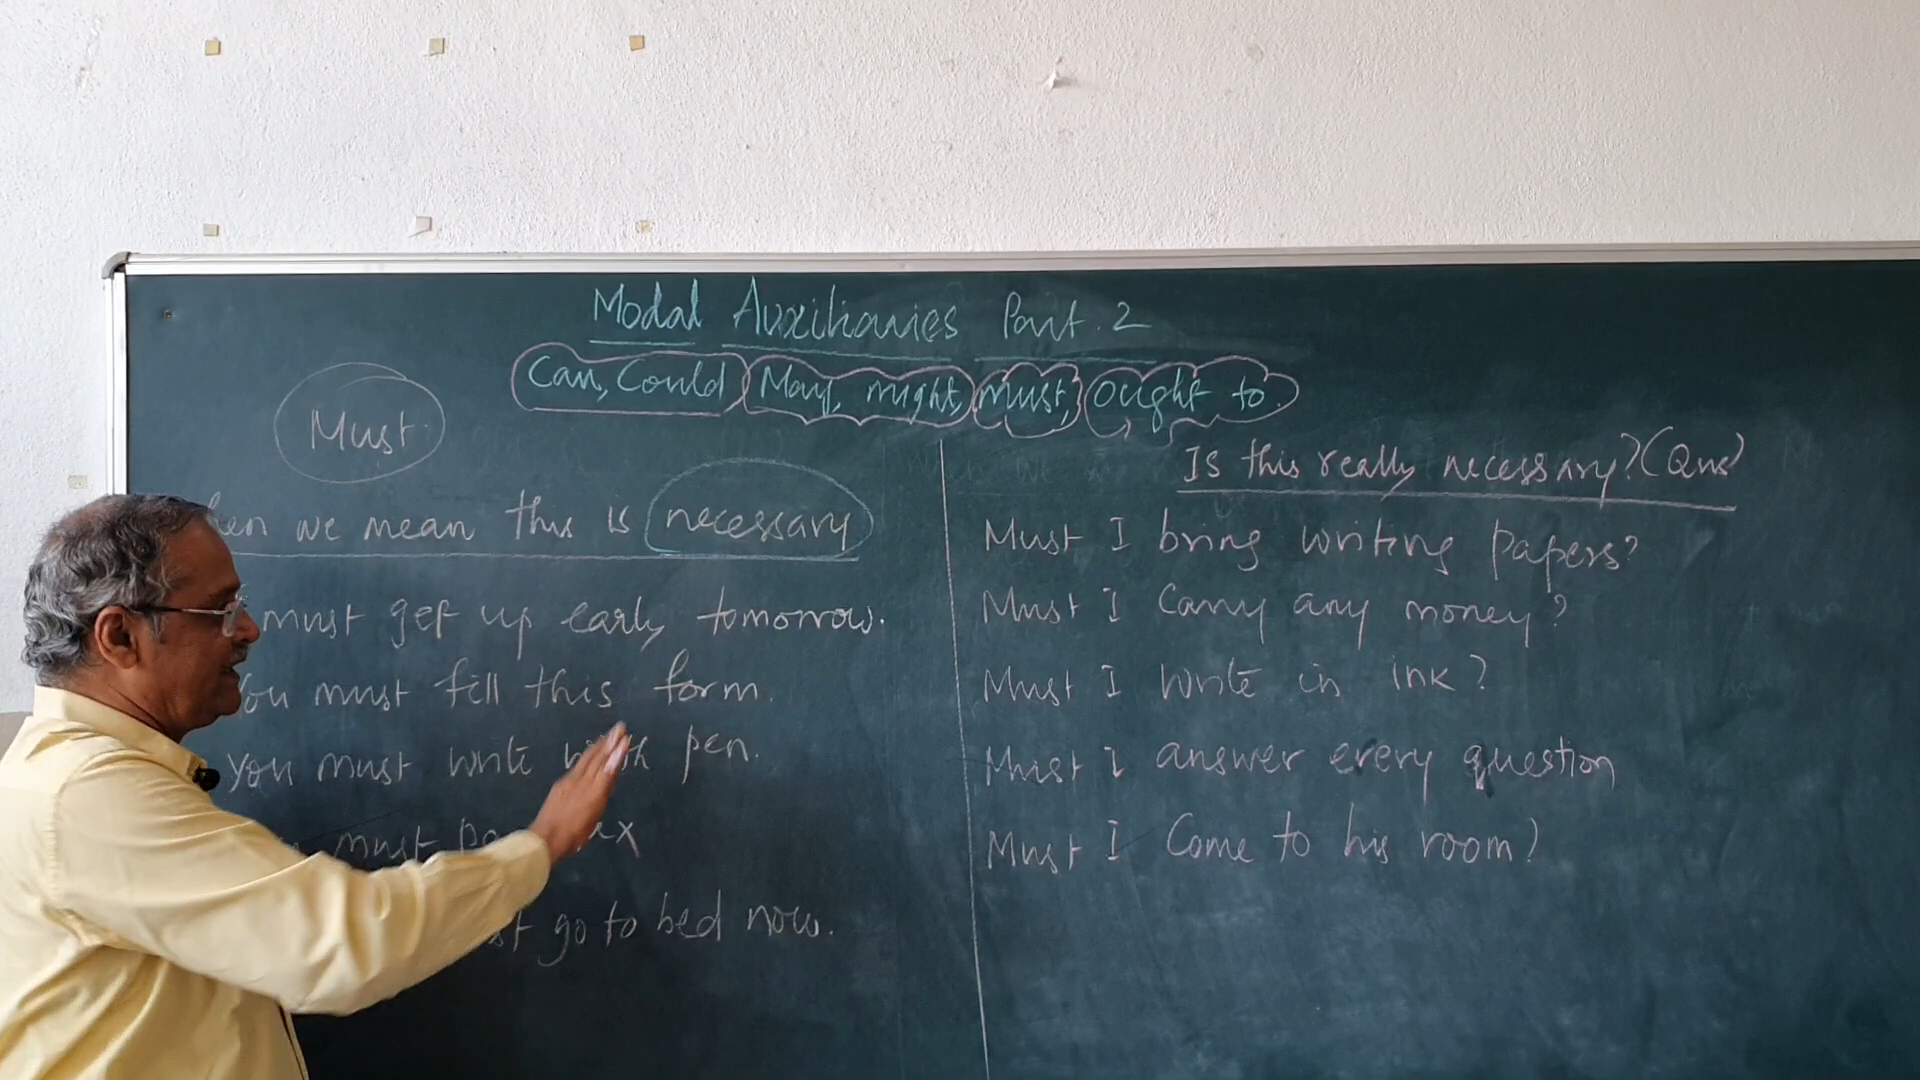 Modal Auxiliaries Part. 2
Can, Could May, might, must, ought to.
Must
we mean this is necessary
must get up early tomorrow.
must fill this form.
you must write with pen.
must
go to bed now.
Is this really necessary? (Que)
Must I bring writing papers?
Must I Carry any money?
Must I write in ink?
Must I answer every question
Must I Come to his room?